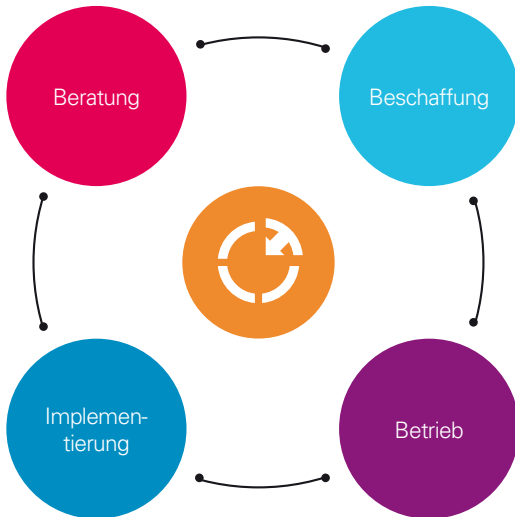 Beratung
Beschaffung
Implemen-
tierung
Betrieb